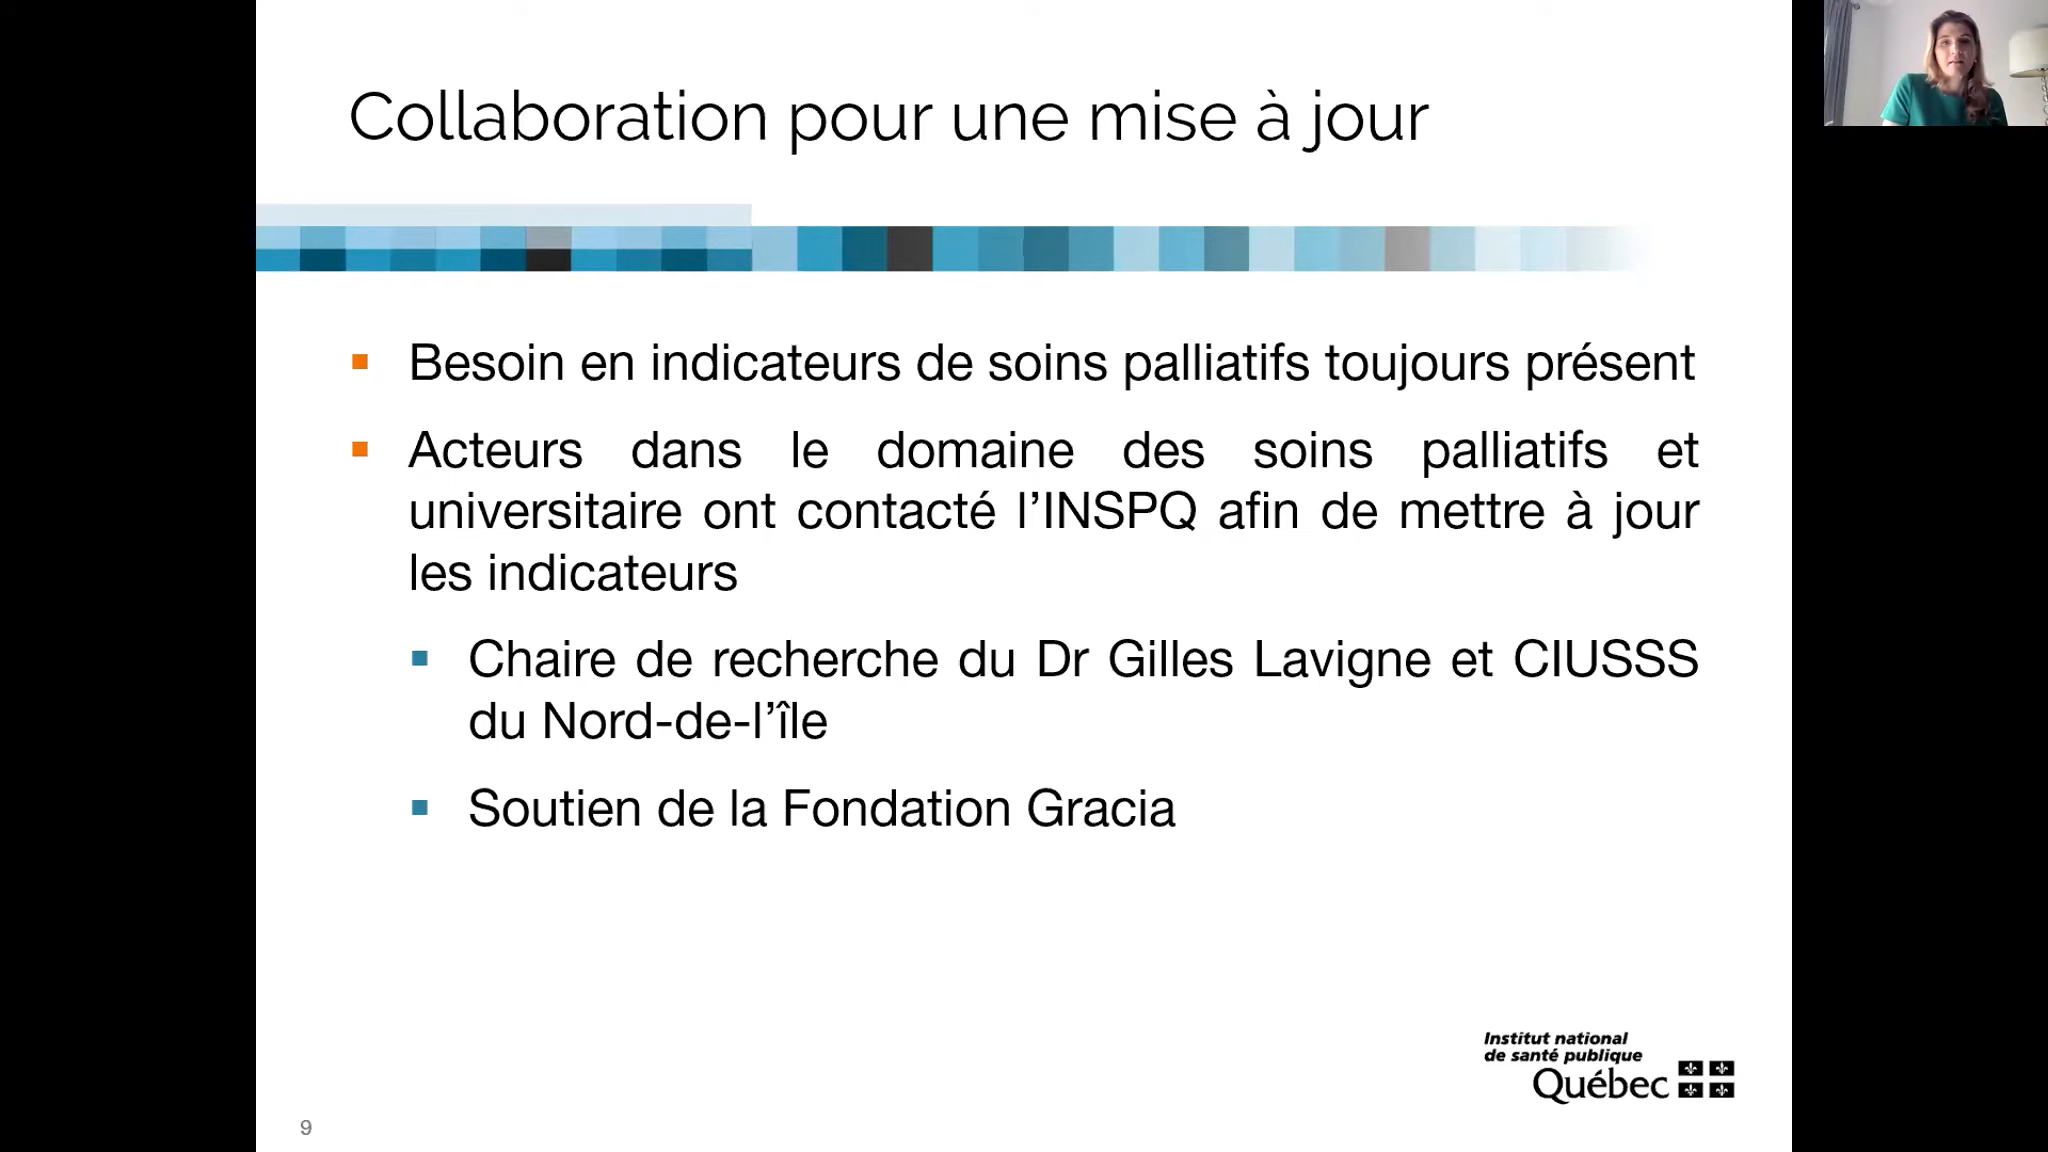 Collaboration pour une mise à jour
Besoin en indicateurs de soins palliatifs toujours présent
Acteurs dans le domaine des soins palliatifs et
universitaire ont contacté l’INSPQ afin de mettre à jour
les indicateurs
Chaire de recherche du Dr Gilles Lavigne et CIUSSS
du Nord-de-l’île
Soutien de la Fondation Gracia
Institut national
de santé publique
Québec
9